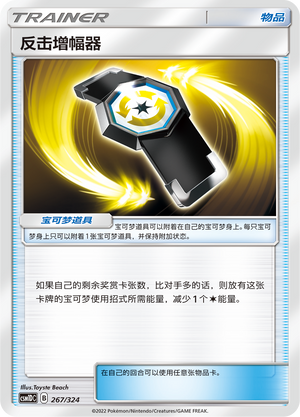 TRAINER 物品
反击增幅器
宝可梦道具
宝可梦道具可以附着在自己的宝可梦身上。每只宝可
梦身上只可以附着1张宝可梦道具，并保持附加状态。
如果自己的剩余奖赏卡张数，比对手多的话，则放有这张
卡牌的宝可梦使用招式所需能量，减少1个能量。
在自己的回合可以使用任意张物品卡。
Illus.Toyste Beach
CSM1DC B 267/324
©2022 Pokémon/Nintendo/Creatures/GAME FREAK.